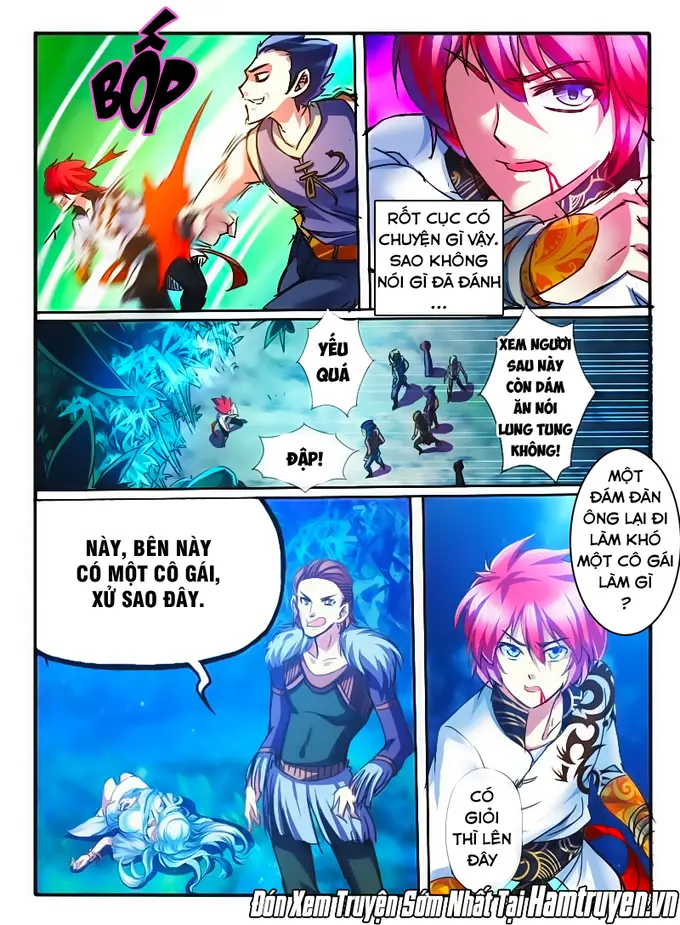 BỐP
RỐT CỤC CÓ
CHUYỆN GÌ VẬY.
SAO KHÔNG
NÓI GÌ ĐÃ ĐÁNH
...
YẾU
QUÁ
XEM NGƯƠI
SAU NÀY
CÒN DÁM
ĂN NÓI
LUNG TUNG
KHÔNG!
ĐẬP!
MỘT
ĐÁM ĐÀN
ÔNG LẠI ĐI
LÀM KHÓ
MỘT CÔ GÁI
LÀM GÌ
?
NÀY, BÊN NÀY
CÓ MỘT CÔ GÁI,
XỬ SAO ĐÂY.
CÓ
GIỎI
THÌ LÊN
ĐÂY
Đón Xem Truyện Sớm Nhất Tại Hamtruyen.vn